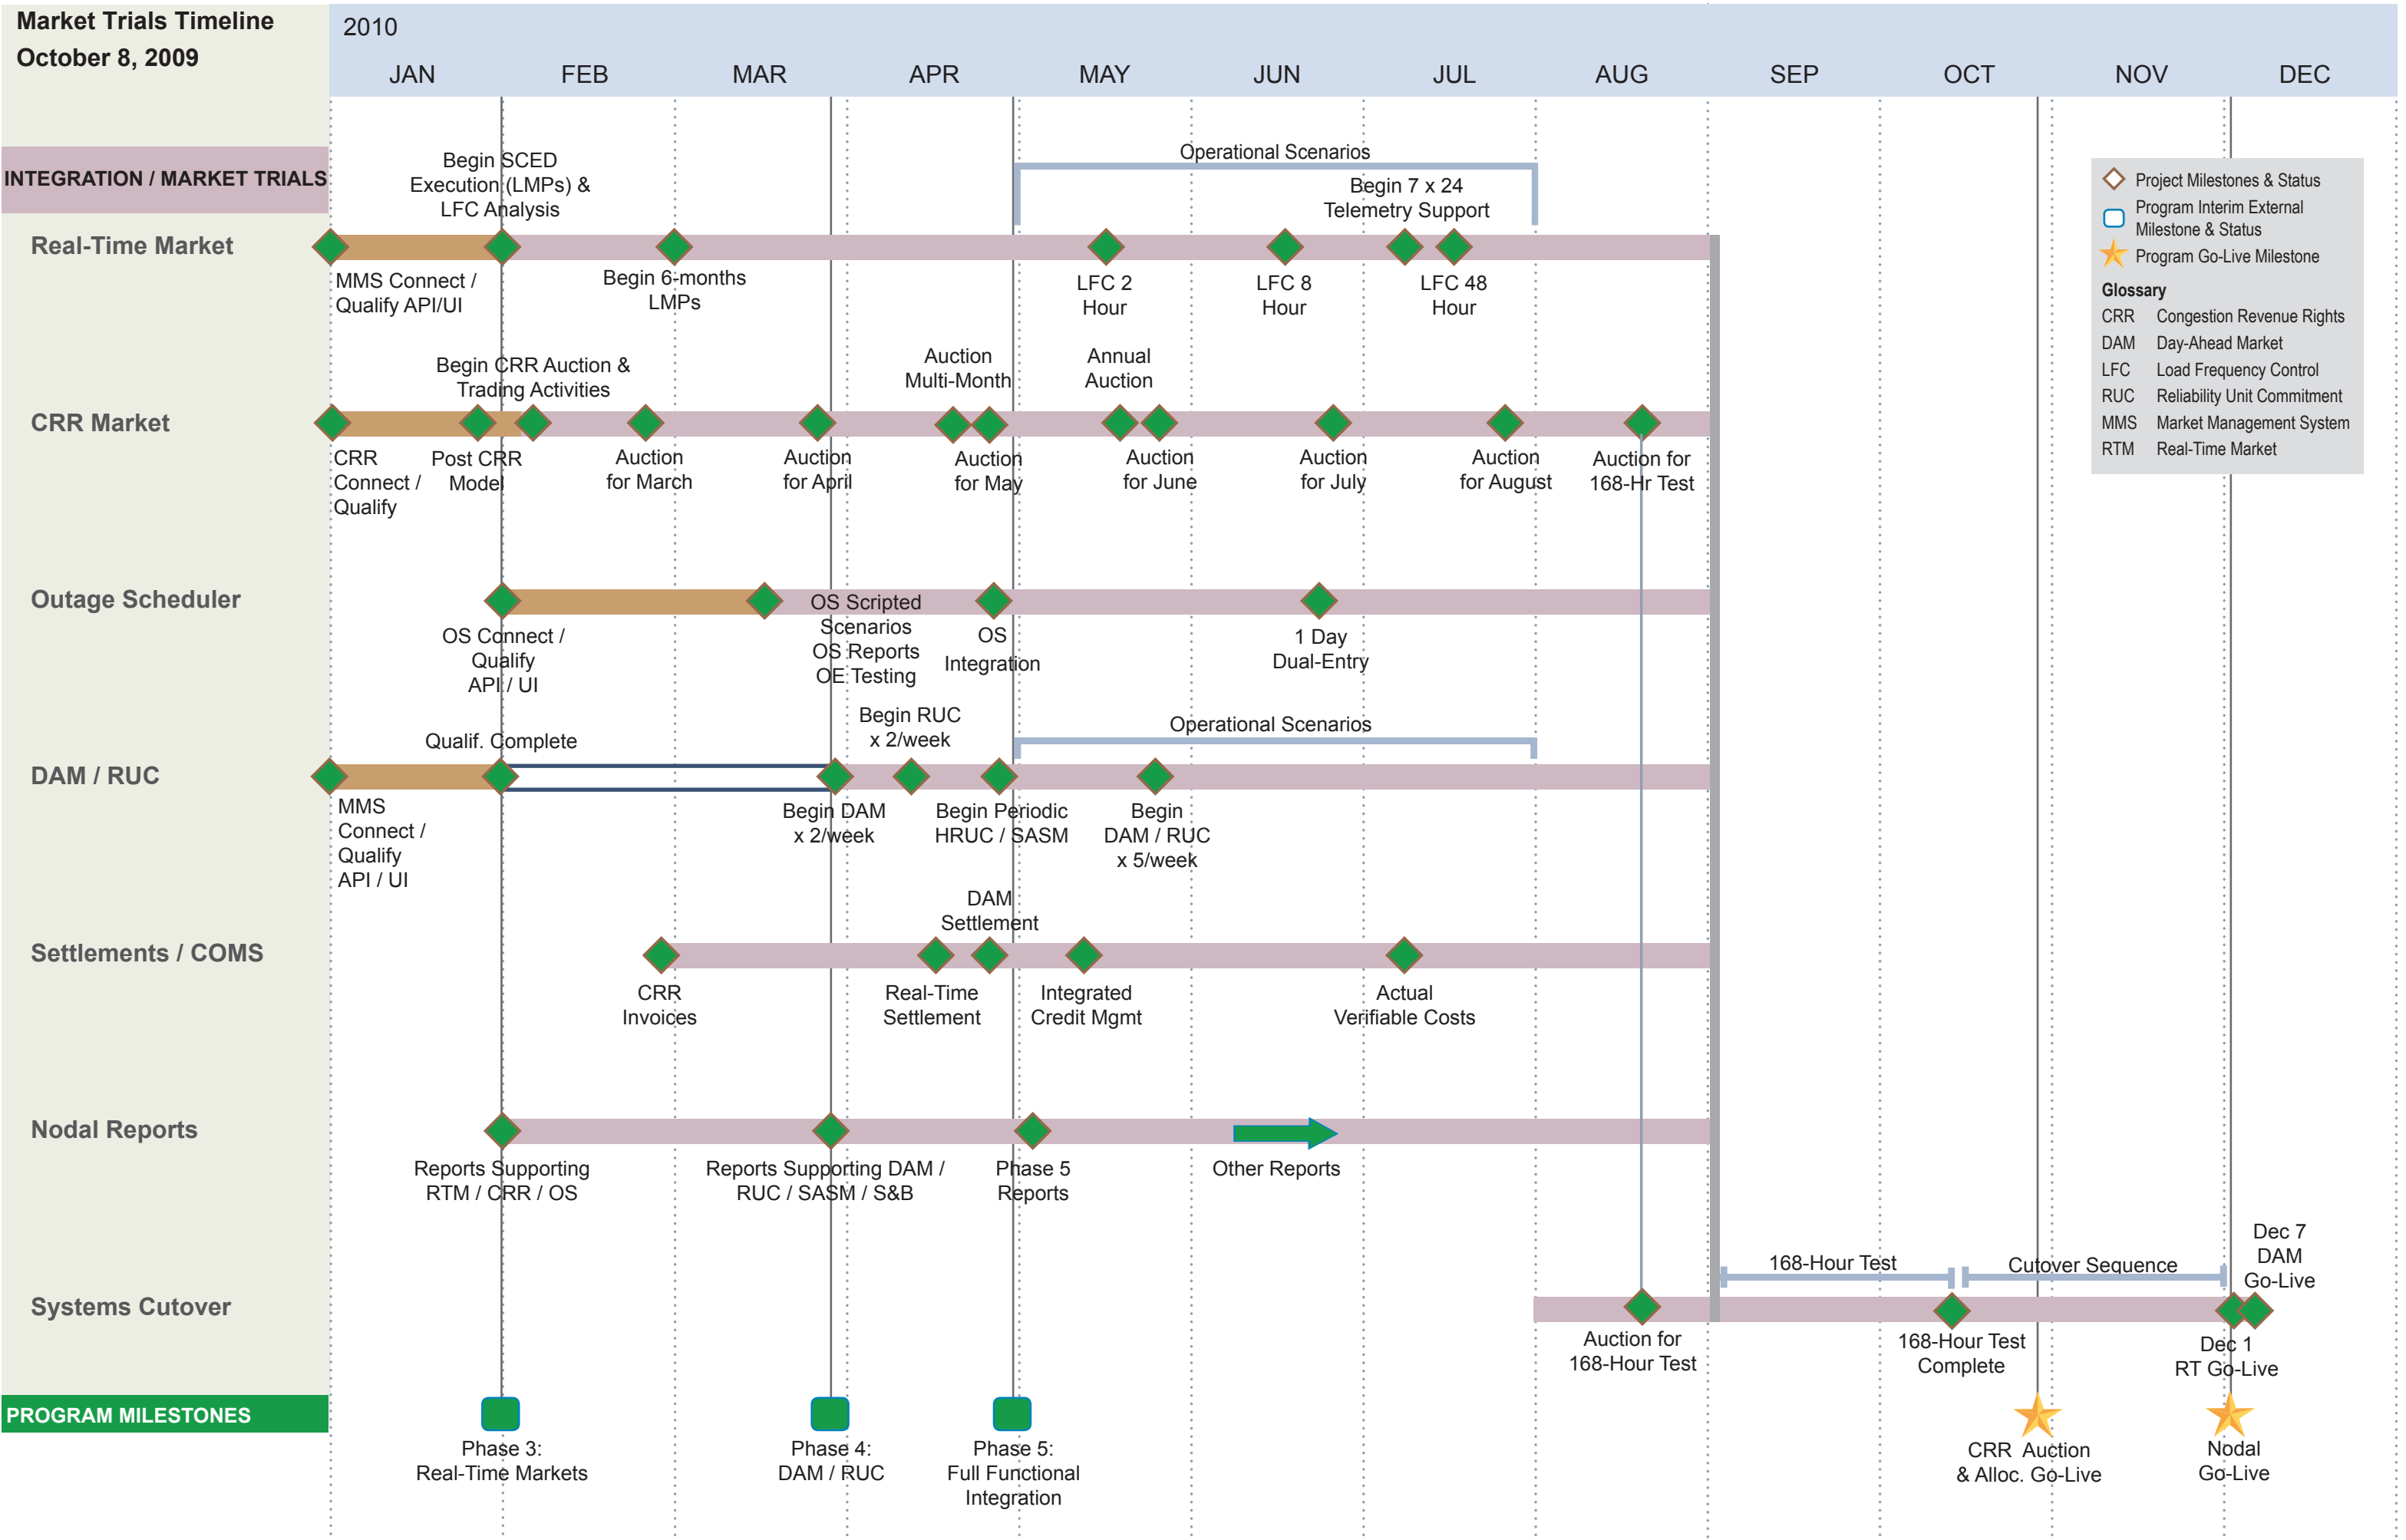 Market Trials Timeline
October 8, 2009
2010
JAN FEB MAR APR MAY JUN JUL AUG SEP OCT NOV DEC
INTEGRATION / MARKET TRIALS
Begin SCED
Execution (LMPs) &
LFC Analysis
Operational Scenarios
Begin 7 x 24
Telemetry Support
Real-Time Market
MMS Connect /
Qualify API/UI
Begin 6-months
LMPs
LFC 2
Hour
LFC 8
Hour
LFC 48
Hour
Project Milestones & Status
Program Interim External
Milestone & Status
Program Go-Live Milestone
Glossary
CRR Congestion Revenue Rights
DAM Day-Ahead Market
LFC Load Frequency Control
RUC Reliability Unit Commitment
MMS Market Management System
RTM Real-Time Market
Begin CRR Auction &
Trading Activities
Auction
Multi-Month
Annual
Auction
CRR Market
CRR
Connect /
Qualify
Post CRR
Model
Auction
for March
Auction
for April
Auction
for May
Auction
for June
Auction
for July
Auction
for August
Auction for
168-Hr Test
Outage Scheduler
OS Connect /
Qualify
API / UI
OS Scripted
Scenarios
OS Reports
OE Testing
OS
Integration
1 Day
Dual-Entry
Qualif. Complete
Begin RUC
x 2/week
Operational Scenarios
DAM / RUC
MMS
Connect /
Qualify
API / UI
Begin DAM
x 2/week
Begin Periodic
HRUC / SASM
Begin
DAM / RUC
x 5/week
DAM
Settlement
Settlements / COMS
CRR
Invoices
Real-Time
Settlement
Integrated
Credit Mgmt
Actual
Verifiable Costs
Nodal Reports
Reports Supporting
RTM / CRR / OS
Reports Supporting DAM /
RUC / SASM / S&B
Phase 5
Reports
Other Reports
168-Hour Test
Cutover Sequence
Dec 7
DAM
Go-Live
Systems Cutover
Auction for
168-Hour Test
168-Hour Test
Complete
Dec 1
RT Go-Live
PROGRAM MILESTONES
Phase 3:
Real-Time Markets
Phase 4:
DAM / RUC
Phase 5:
Full Functional
Integration
CRR Auction
& Alloc. Go-Live
Nodal
Go-Live